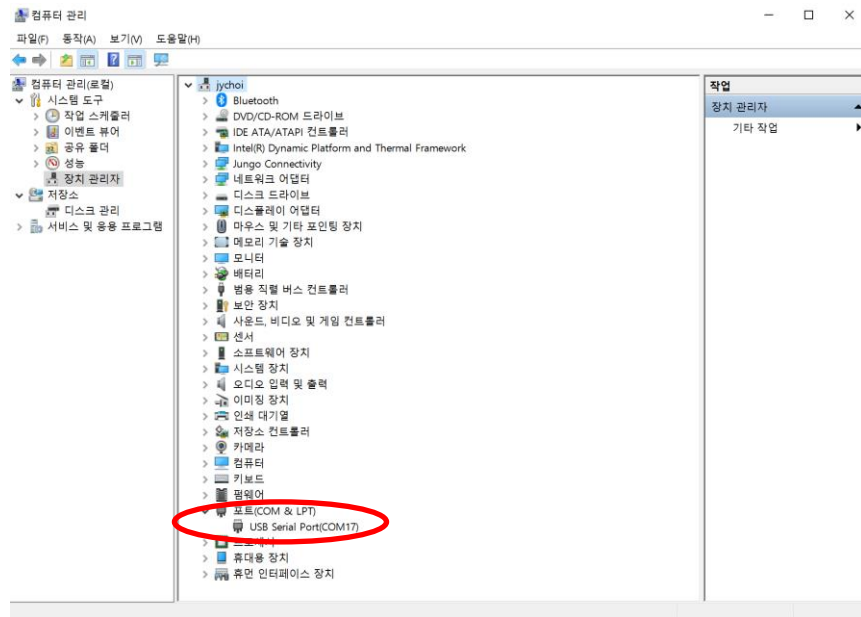 컴퓨터 관리
파일(F) 동작(A) 보기(V) 도움말(H)
컴퓨터 관리(로컬)
시스템 도구
작업 스케줄러
이벤트 뷰어
공유 폴더
성능
장치 관리자
저장소
디스크 관리
서비스 및 응용 프로그램
jychoi
Bluetooth
DVD/CD-ROM 드라이브
IDE ATA/ATAPI 컨트롤러
Intel(R) Dynamic Platform and Thermal Framework
Jungo Connectivity
네트워크 어댑터
디스크 드라이브
디스플레이 어댑터
마우스 및 기타 포인팅 장치
메모리 기술 장치
모니터
배터리
범용 직렬 버스 컨트롤러
보안 장치
사운드, 비디오 및 게임 컨트롤러
센서
소프트웨어 장치
시스템 장치
오디오 입력 및 출력
이미징 장치
인쇄 대기열
저장소 컨트롤러
카메라
컴퓨터
키보드
펌웨어
포트(COM & LPT)
USB Serial Port(COM17)
휴대용 장치
휴먼 인터페이스 장치
작업
장치 관리자
기타 작업